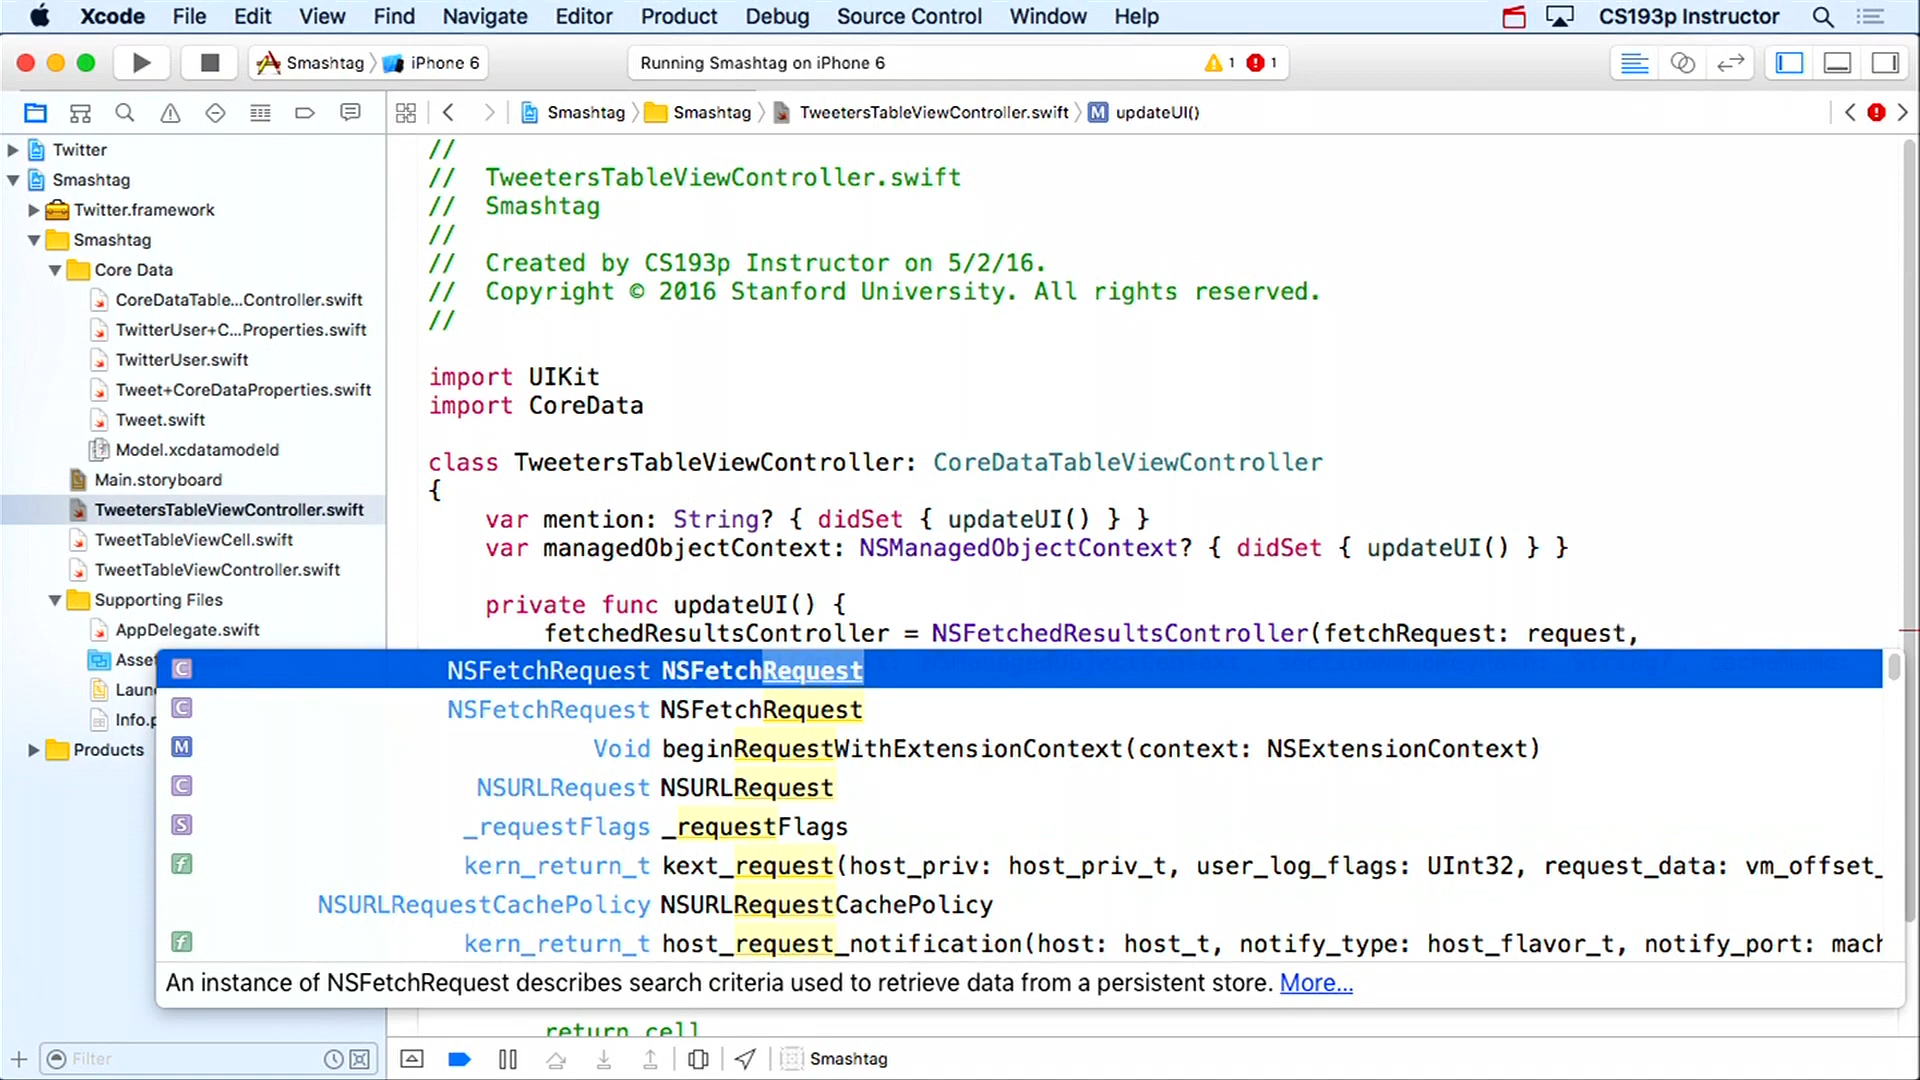 Xcode File Edit View Find Navigate Editor Product Debug Source Control Window Help CS193p Instructor
Smashtag iPhone 6 Running Smashtag on iPhone 6 1 1
Smashtag Smashtag TweetersTableViewController.swift M updateUI()
Twitter
Smashtag
Twitter.framework
Smashtag
Core Data
CoreDataTable...Controller.swift
TwitterUser+C...Properties.swift
TwitterUser.swift
Tweet+CoreDataProperties.swift
Tweet.swift
Model.xcdatamodeld
Main.storyboard
TweetersTableViewController.swift
TweetTableViewCell.swift
TweetTableViewController.swift
Supporting Files
AppDelegate.swift
Asset
Laun
Info.p
Products
//
// TweetersTableViewController.swift
// Smashtag
//
// Created by CS193p Instructor on 5/2/16.
// Copyright © 2016 Stanford University. All rights reserved.
//
import UIKit
import CoreData
class TweetersTableViewController: CoreDataTableViewController
{
var mention: String? { didSet { updateUI() } }
var managedObjectContext: NSManagedObjectContext? { didSet { updateUI() } }
private func updateUI() {
fetchedResultsController = NSFetchedResultsController(fetchRequest: request,
C NSFetchRequest NSFetchRequest
C NSFetchRequest NSFetchRequest
M Void beginRequestWithExtensionContext(context: NSExtensionContext)
C NSURLRequest NSURLRequest
S _requestFlags _requestFlags
f kern_return_t kext_request(host_priv: host_priv_t, user_log_flags: UInt32, request_data: vm_offset_
NSURLRequestCachePolicy NSURLRequestCachePolicy
f kern_return_t host_request_notification(host: host_t, notify_type: host_flavor_t, notify_port: mach
An instance of NSFetchRequest describes search criteria used to retrieve data from a persistent store. More...
return cell
Filter Smashtag